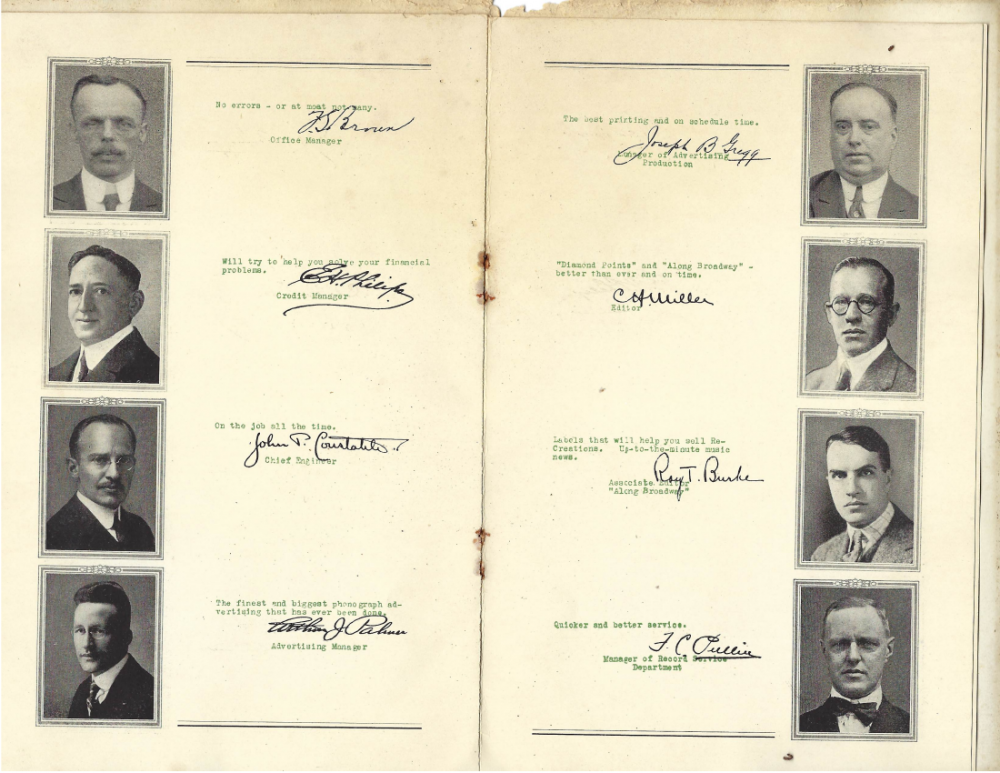 No errors - or at most not many.
F.S. Brown
Office Manager
Will try to help you solve your financial
problems.
E.H. Philips
Credit Manager
On the job all the time.
John P. Constable
Chief Engineer
The finest and biggest phonograph ad-
vertising that has ever been done.
Arthur J. Palmer
Advertising Manager
The best printing and on schedule time.
Joseph B Gregg
Manager of Advertising
Production
"Diamond Points" and "Along Broadway" -
better than ever and on time.
C H Miller
Editor
Labels that will help you sell Re-
Creations. Up-to-the-minute music
news.
Roy T. Burke
Associate Editor
"Along Broadway"
Quicker and better service.
F. C. Pullin
Manager of Record Service
Department